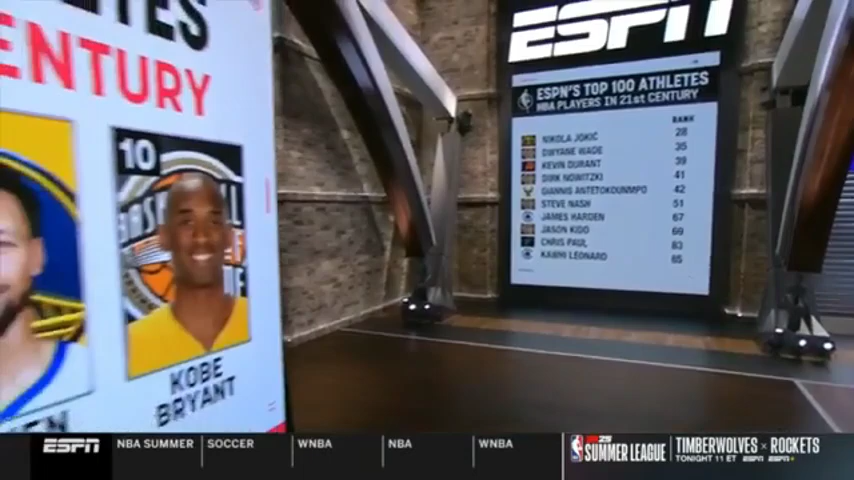 CENTURY
10
KOBE
BRYANT
ESPN
ESPN'S TOP 100 ATHLETES
NBA PLAYERS IN 21st CENTURY
RANK
NIKOLA JOKIĆ 28
DWYANE WADE 35
KEVIN DURANT 39
DIRK NOWITZKI 41
GIANNIS ANTETOKOUNMPO 42
STEVE NASH 51
JAMES HARDEN 67
JASON KIDD 69
CHRIS PAUL 83
KAWHI LEONARD 85
ESPN
NBA SUMMER
SOCCER
WNBA
NBA
WNBA
SUMMER LEAGUE
TIMBERWOLVES × ROCKETS
TONIGHT 11 ET ESPN ESPN+